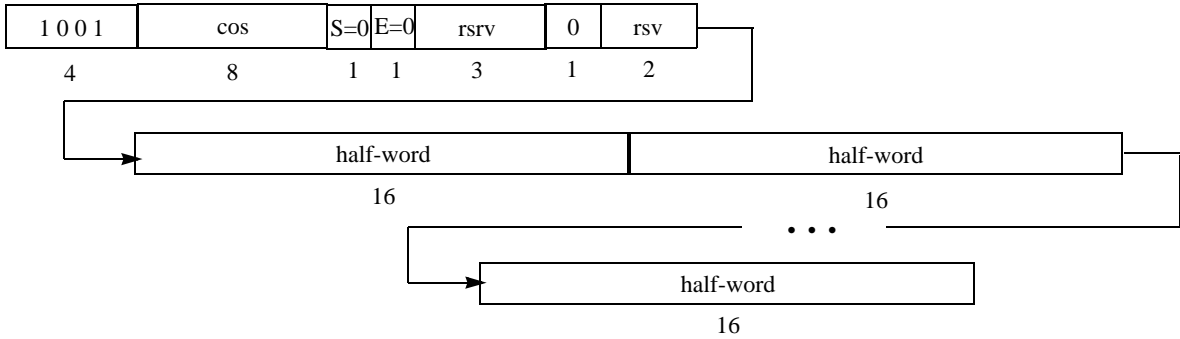 1 0 0 1 cos S=0 E=0 rsrv 0 rsv
4 8 1 1 3 1 2
half-word half-word
16 16
• • •
half-word
16